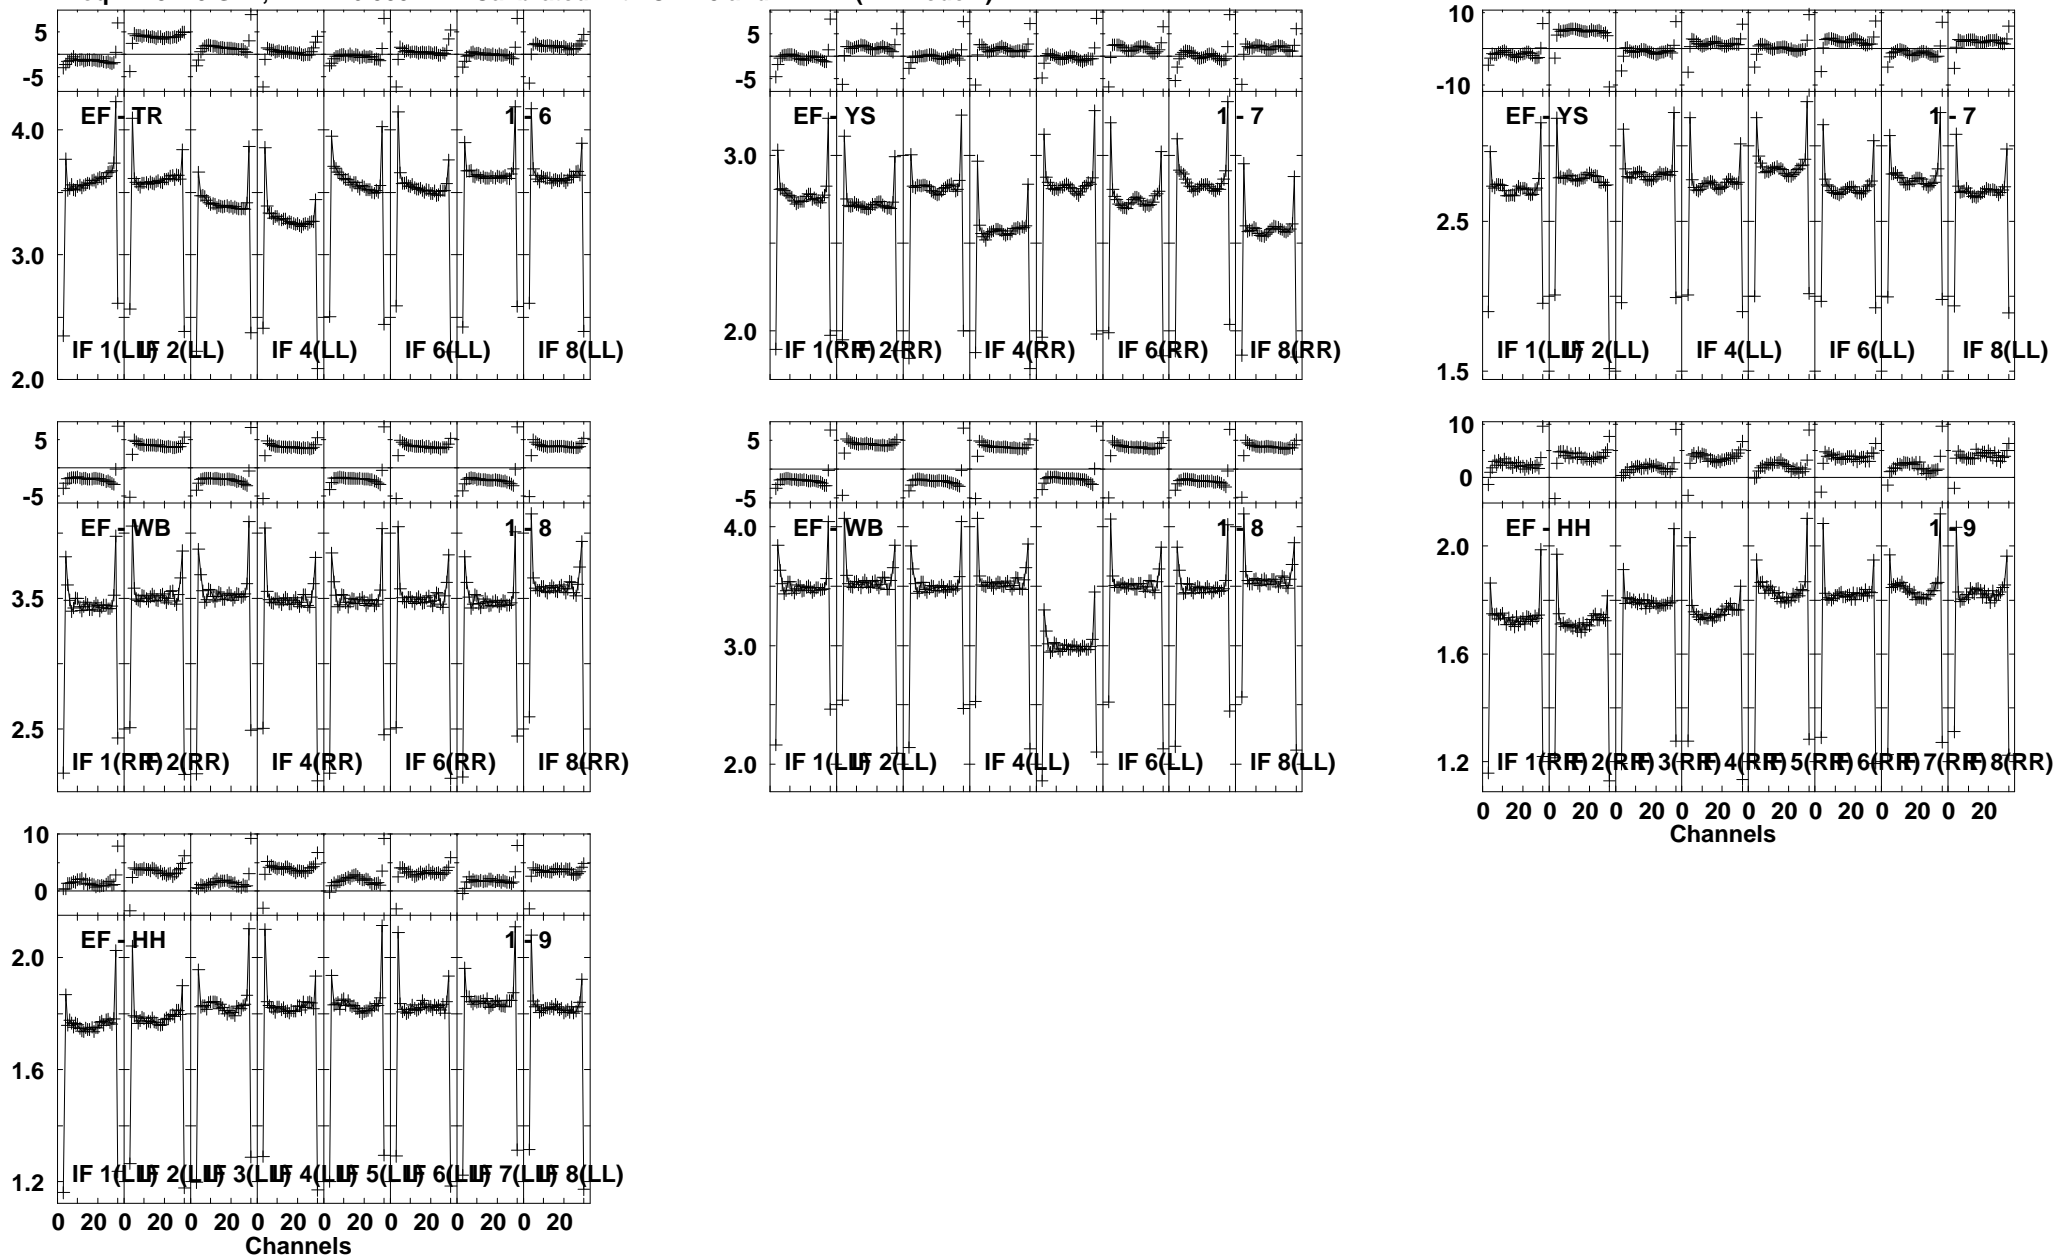 5
-5
EF - TR
1 - 6
4.0
3.0
2.0
IF 1(LL) IF 2(LL) IF 4(LL) IF 6(LL) IF 8(LL)
5
-5
EF - YS
1 - 7
3.0
2.0
IF 1(RR) IF 2(RR) IF 4(RR) IF 6(RR) IF 8(RR)
10
-10
EF - YS
1 - 7
2.5
1.5
IF 1(LL) IF 2(LL) IF 4(LL) IF 6(LL) IF 8(LL)
5
-5
EF - WB
1 - 8
3.5
2.5
IF 1(RR) IF 2(RR) IF 4(RR) IF 6(RR) IF 8(RR)
5
-5
EF - WB
1 - 8
4.0
3.0
2.0
IF 1(LL) IF 2(LL) IF 4(LL) IF 6(LL) IF 8(LL)
10
0
EF - HH
1 - 9
2.0
1.6
1.2
IF 1(RR) IF 2(RR) IF 3(RR) IF 4(RR) IF 5(RR) IF 6(RR) IF 7(RR) IF 8(RR)
0 20 0 20 0 20 0 20 0 20 0 20 0 20 0 20
Channels
10
0
EF - HH
1 - 9
2.0
1.6
1.2
IF 1(LL) IF 2(LL) IF 3(LL) IF 4(LL) IF 5(LL) IF 6(LL) IF 7(LL) IF 8(LL)
0 20 0 20 0 20 0 20 0 20 0 20 0 20 0 20
Channels